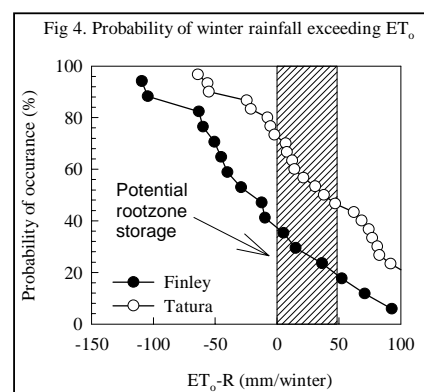 Fig 4. Probability of winter rainfall exceeding ETo
Probability of occurance (%)
100
80
60
40
20
0
Potential
rootzone
storage
Finley
Tatura
-150 -100 -50 0 50 100
ETo-R (mm/winter)